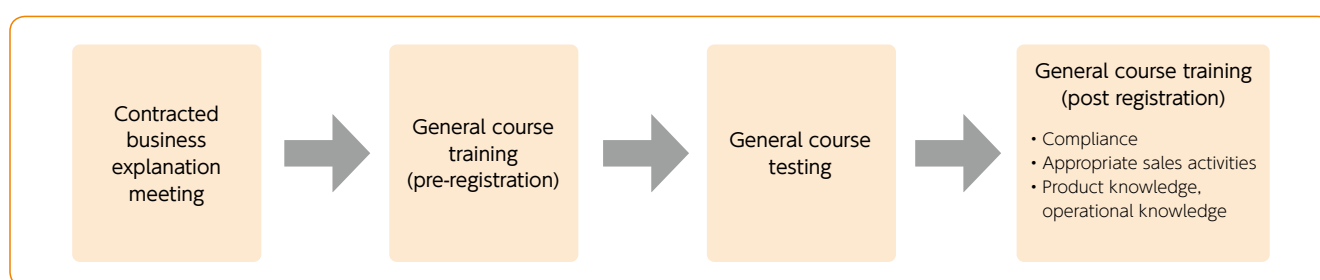 Contracted
business
explanation
meeting
General course
training
(pre-registration)
General course
testing
General course training
(post registration)
• Compliance
• Appropriate sales activities
• Product knowledge,
operational knowledge